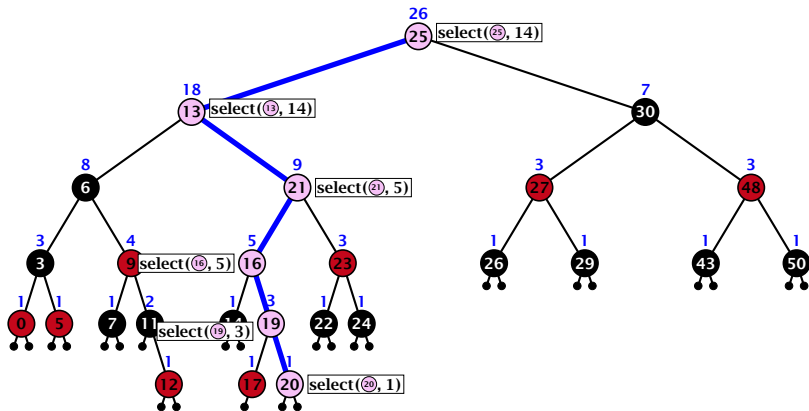 26
25 select(25, 14)
18 7
13 select(13, 14) 30
8 9 3 3
6 21 select(21, 5) 27 48
3 4 5 3 1 1 1 1
3 9 select(16, 5) 16 23 26 29 43 50
1 1 1 2 1 3 1 1
0 5 7 11 select(19, 3) 14 19 22 24
1 1 1
12 17 20 select(20, 1)